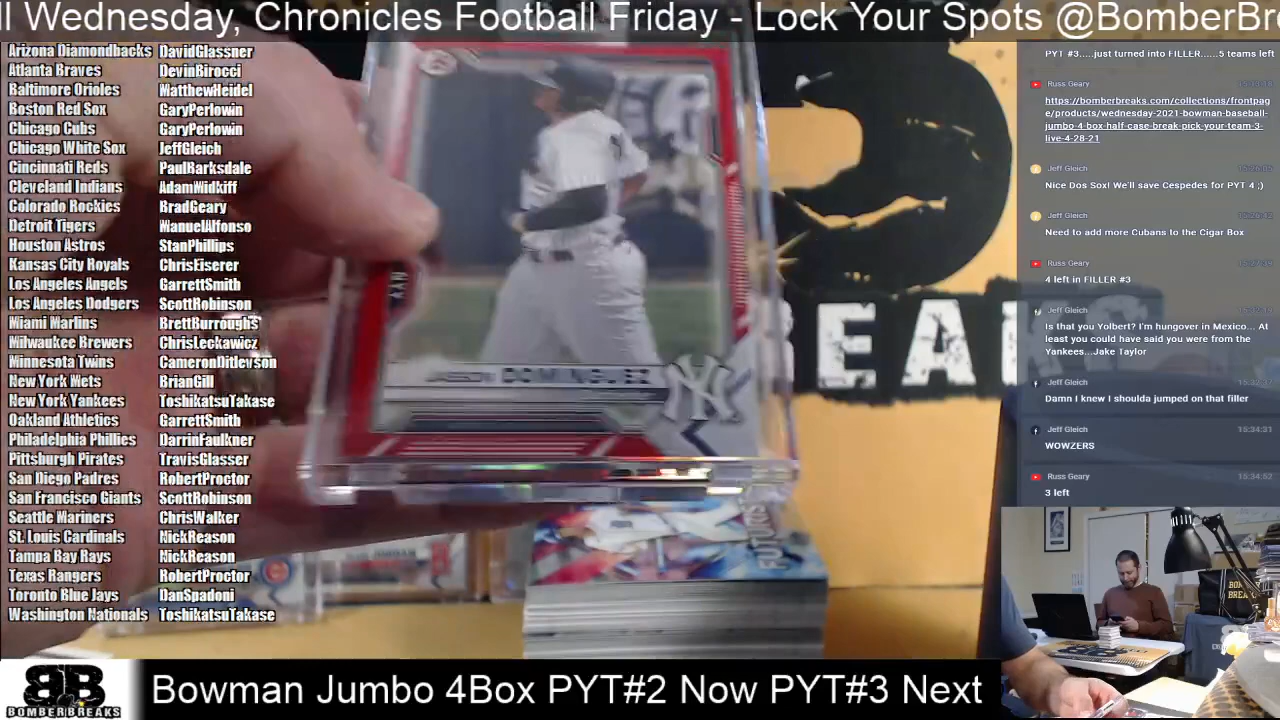 ll Wednesday, Chronicles Football Friday - Lock Your Spots @BomberBre
Arizona Diamondbacks DavidGlassner
Atlanta Braves DevinBirocci
Baltimore Orioles MatthewHeidel
Boston Red Sox GaryPerlowin
Chicago Cubs GaryPerlowin
Chicago White Sox JeffGleich
Cincinnati Reds PaulBarksdale
Cleveland Indians AdamWidkiff
Colorado Rockies BradGeary
Detroit Tigers ManuelAlfonso
Houston Astros StanPhillips
Kansas City Royals ChrisEiserer
Los Angeles Angels GarrettSmith
Los Angeles Dodgers ScottRobinson
Miami Marlins BrettBurroughs
Milwaukee Brewers ChrisLeckawicz
Minnesota Twins CameronDitlevson
New York Mets BrianGill
New York Yankees ToshikatsuTakase
Oakland Athletics GarrettSmith
Philadelphia Phillies DarrinFaulkner
Pittsburgh Pirates TravisGlasser
San Diego Padres RobertProctor
San Francisco Giants ScottRobinson
Seattle Mariners ChrisWalker
St. Louis Cardinals NickReason
Tampa Bay Rays NickReason
Texas Rangers RobertProctor
Toronto Blue Jays DanSpadoni
Washington Nationals ToshikatsuTakase
DOMINGUEZ
NY
EA
FUTURIS
PYT #3.....just turned into FILLER......5 teams left
Russ Geary
https://bomberbreaks.com/collections/frontpag
e/products/wednesday-2021-bowman-baseball-
jumbo-4-box-half-case-break-pick-your-team-3-
live-4-28-21
Jeff Gleich
Nice Dos Sox! We'll save Cespedes for PYT 4 ;)
Jeff Gleich
Need to add more Cubans to the Cigar Box
Russ Geary
4 left in FILLER #3
Jeff Gleich
Is that you Yolbert? I'm hungover in Mexico... At
least you could have said you were from the
Yankees...Jake Taylor
Jeff Gleich
Damn I knew I shoulda jumped on that filler
Jeff Gleich 15:34:31
WOWZERS
Russ Geary 15:34:52
3 left
BOMBERBREAKS
Bowman Jumbo 4Box PYT#2 Now PYT#3 Next